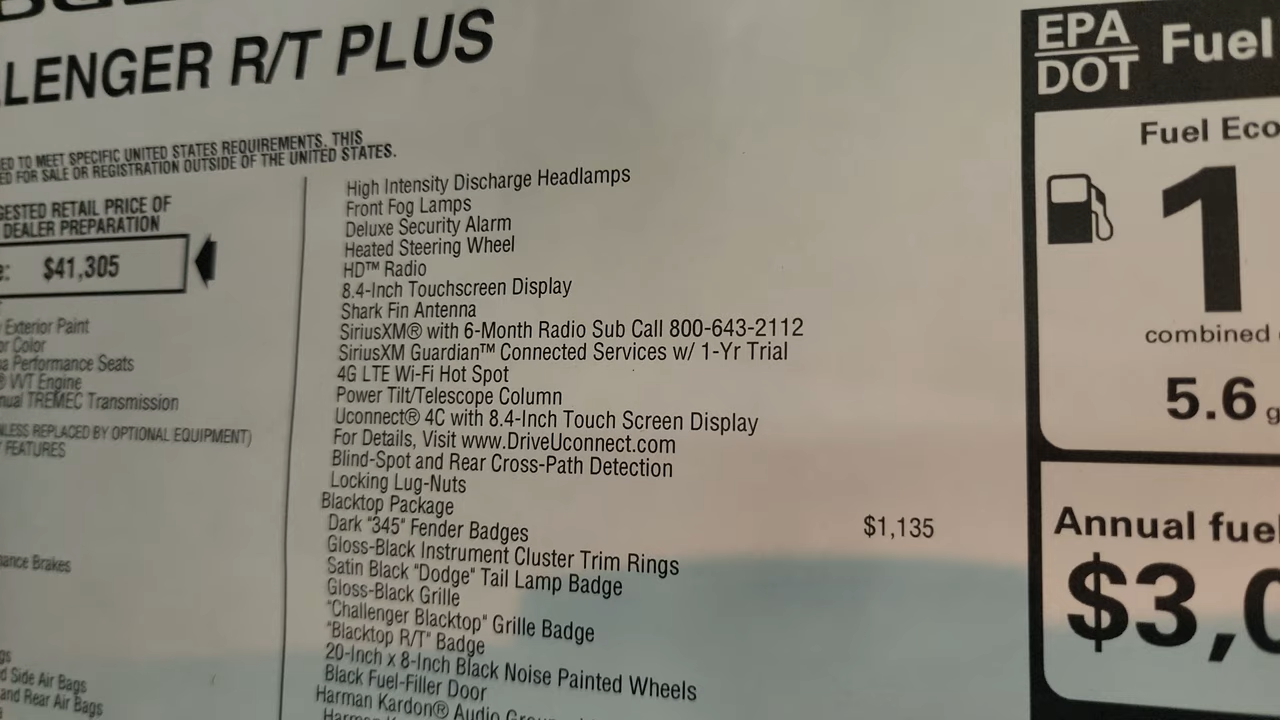 LENGER R/T PLUS
ED TO MEET SPECIFIC UNITED STATES REQUIREMENTS. THIS
ED FOR SALE OR REGISTRATION OUTSIDE OF THE UNITED STATES.
GESTED RETAIL PRICE OF
DEALER PREPARATION
e: $41,305
Exterior Paint
or Color
a Performance Seats
® VVT Engine
nual TREMEC Transmission
NLESS REPLACED BY OPTIONAL EQUIPMENT)
FEATURES
ance Brakes
gs
d Side Air Bags
and Rear Air Bags
High Intensity Discharge Headlamps
Front Fog Lamps
Deluxe Security Alarm
Heated Steering Wheel
HD™ Radio
8.4-Inch Touchscreen Display
Shark Fin Antenna
SiriusXM® with 6-Month Radio Sub Call 800-643-2112
SiriusXM Guardian™ Connected Services w/ 1-Yr Trial
4G LTE Wi-Fi Hot Spot
Power Tilt/Telescope Column
Uconnect® 4C with 8.4-Inch Touch Screen Display
For Details, Visit www.DriveUconnect.com
Blind-Spot and Rear Cross-Path Detection
Locking Lug-Nuts
Blacktop Package $1,135
Dark "345" Fender Badges
Gloss-Black Instrument Cluster Trim Rings
Satin Black "Dodge" Tail Lamp Badge
Gloss-Black Grille
"Challenger Blacktop" Grille Badge
"Blacktop R/T" Badge
20-Inch x 8-Inch Black Noise Painted Wheels
Black Fuel-Filler Door
Harman Kardon® Audio
EPA
DOT
Fuel
Fuel Eco
1
combined
5.6 g
Annual fuel
$3,0